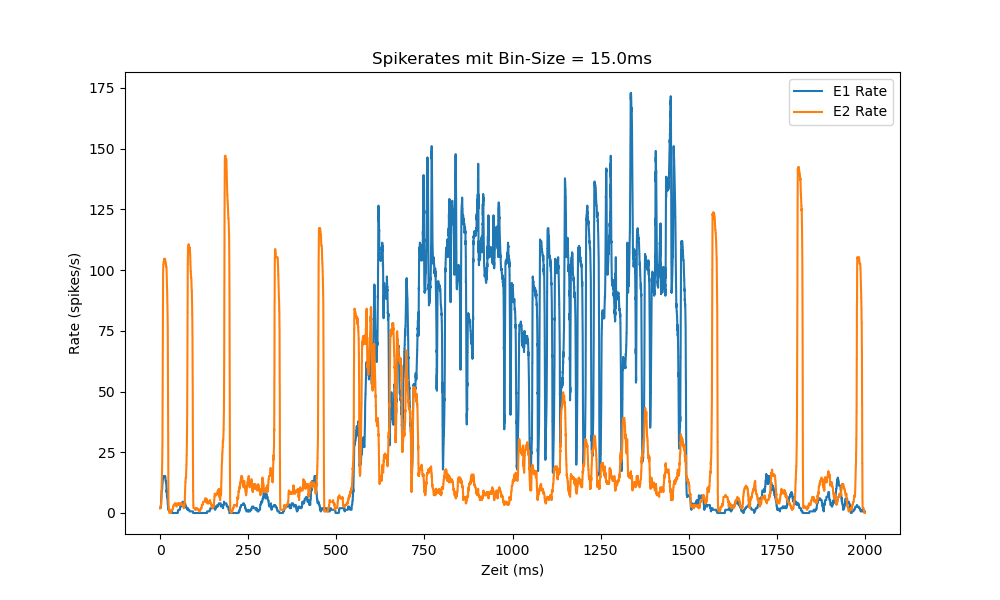 Spikerates mit Bin-Size = 15.0ms
E1 Rate
E2 Rate
175
150
125
100
75
50
25
0
Rate (spikes/s)
0 250 500 750 1000 1250 1500 1750 2000
Zeit (ms)